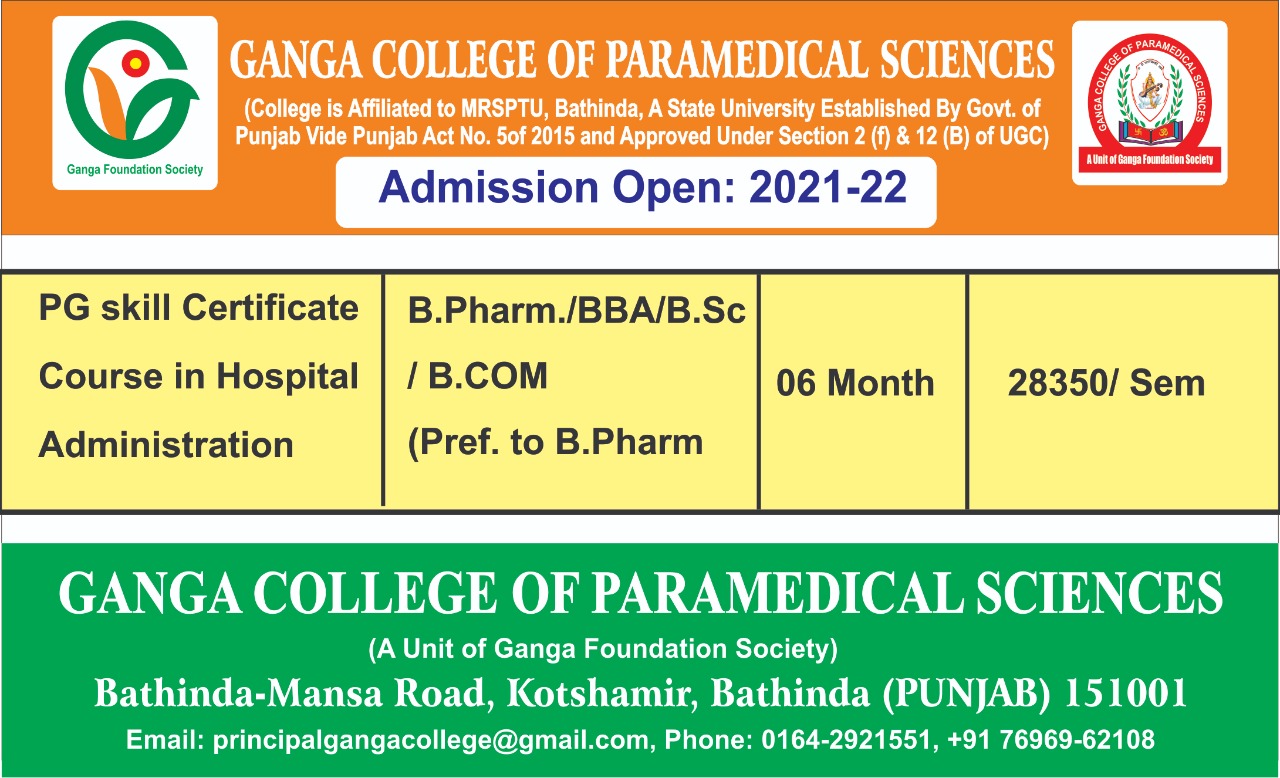 Ganga Foundation Society
GANGA COLLEGE OF PARAMEDICAL SCIENCES
(College is Affiliated to MRSPTU, Bathinda, A State University Established By Govt. of
Punjab Vide Punjab Act No. 5of 2015 and Approved Under Section 2 (f) & 12 (B) of UGC)
Admission Open: 2021-22
GANGA COLLEGE OF PARAMEDICAL SCIENCES
A Unit of Ganga Foundation Society
PG skill Certificate
Course in Hospital
Administration
B.Pharm./BBA/B.Sc
/ B.COM
(Pref. to B.Pharm
06 Month
28350/ Sem
GANGA COLLEGE OF PARAMEDICAL SCIENCES
(A Unit of Ganga Foundation Society)
Bathinda-Mansa Road, Kotshamir, Bathinda (PUNJAB) 151001
Email: principalgangacollege@gmail.com, Phone: 0164-2921551, +91 76969-62108